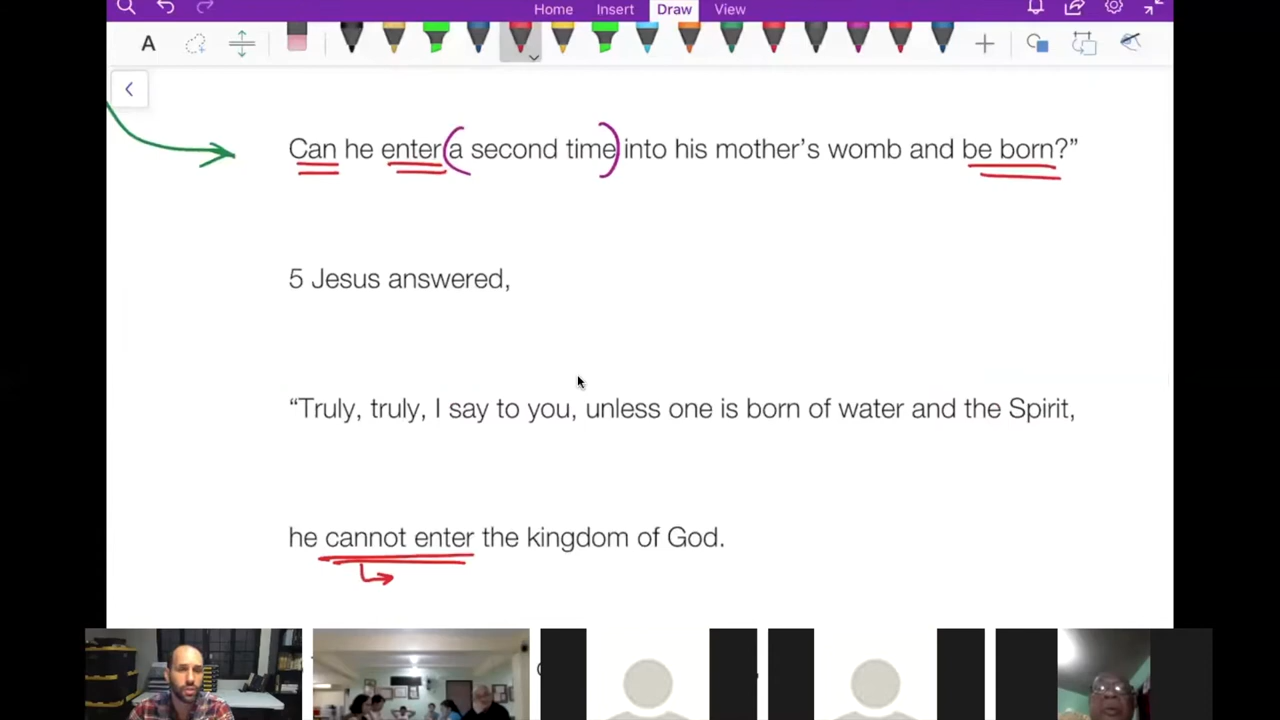 Home Insert Draw View
A
Can he enter a second time into his mother’s womb and be born?”
5 Jesus answered,
“Truly, truly, I say to you, unless one is born of water and the Spirit,
he cannot enter the kingdom of God.